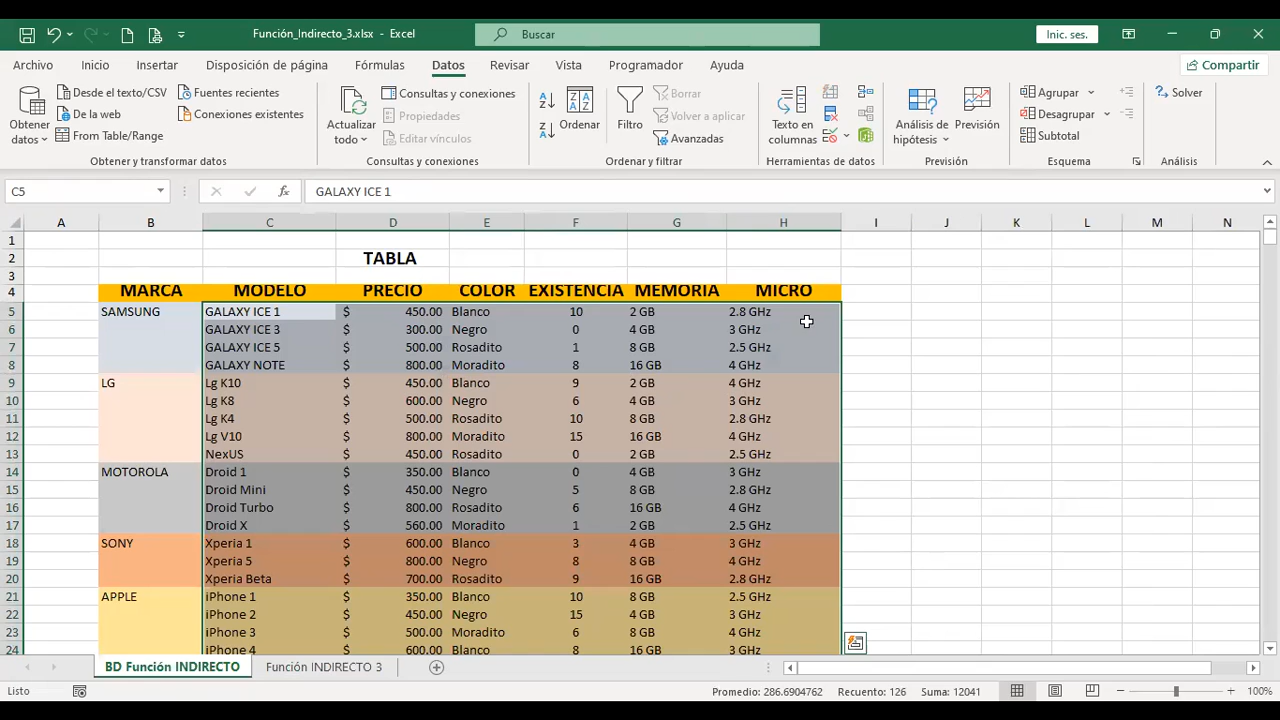 Función_Indirecto_3.xlsx - Excel
Buscar
Inic. ses.
Archivo Inicio Insertar Disposición de página Fórmulas Datos Revisar Vista Programador Ayuda Compartir
Obtener datos
Desde el texto/CSV
De la web
From Table/Range
Fuentes recientes
Conexiones existentes
Obtener y transformar datos
Actualizar todo
Consultas y conexiones
Propiedades
Editar vínculos
Consultas y conexiones
Ordenar
Filtro
Borrar
Volver a aplicar
Avanzadas
Ordenar y filtrar
Texto en columnas
Herramientas de datos
Análisis de hipótesis
Previsión
Previsión
Agrupar
Desagrupar
Subtotal
Esquema
Solver
Análisis
C5 fx GALAXY ICE 1
A B C D E F G H I J K L M N
1
2 TABLA
3
4 MARCA MODELO PRECIO COLOR EXISTENCIA MEMORIA MICRO
5 SAMSUNG GALAXY ICE 1 $ 450.00 Blanco 10 2 GB 2.8 GHz
6 GALAXY ICE 3 $ 300.00 Negro 0 4 GB 3 GHz
7 GALAXY ICE 5 $ 500.00 Rosadito 1 8 GB 2.5 GHz
8 GALAXY NOTE $ 800.00 Moradito 8 16 GB 4 GHz
9 LG Lg K10 $ 450.00 Blanco 9 2 GB 4 GHz
10 Lg K8 $ 600.00 Negro 6 4 GB 3 GHz
11 Lg K4 $ 500.00 Rosadito 10 8 GB 2.8 GHz
12 Lg V10 $ 800.00 Moradito 15 16 GB 4 GHz
13 NexUS $ 450.00 Rosadito 0 2 GB 2.5 GHz
14 MOTOROLA Droid 1 $ 350.00 Blanco 0 4 GB 3 GHz
15 Droid Mini $ 450.00 Negro 5 8 GB 2.8 GHz
16 Droid Turbo $ 800.00 Rosadito 6 16 GB 4 GHz
17 Droid X $ 560.00 Moradito 1 2 GB 2.5 GHz
18 SONY Xperia 1 $ 600.00 Blanco 3 4 GB 3 GHz
19 Xperia 5 $ 800.00 Negro 8 8 GB 4 GHz
20 Xperia Beta $ 700.00 Rosadito 9 16 GB 2.8 GHz
21 APPLE iPhone 1 $ 350.00 Blanco 10 8 GB 2.5 GHz
22 iPhone 2 $ 450.00 Negro 15 4 GB 3 GHz
23 iPhone 3 $ 500.00 Moradito 6 8 GB 4 GHz
24 iPhone 4 $ 600.00 Blanco 8 16 GB 3 GHz
BD Función INDIRECTO Función INDIRECTO 3
Listo Promedio: 286.6904762 Recuento: 126 Suma: 12041 100%